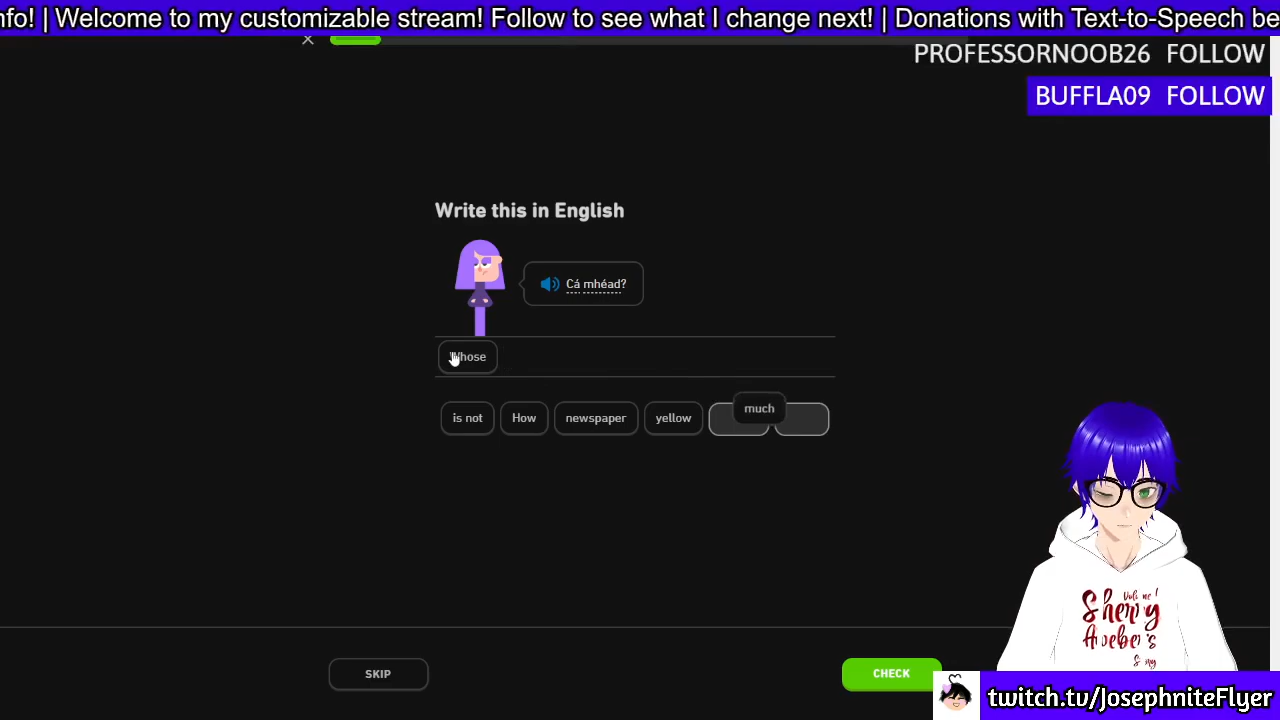 nfo! | Welcome to my customizable stream! Follow to see what I change next! | Donations with Text-to-Speech be
PROFESSORNOOB26 FOLLOW
BUFFLA09 FOLLOW
Write this in English
Cá mhéad?
Whose
is not How newspaper yellow much
Sherry
SKIP
CHECK
twitch.tv/JosephniteFlyer